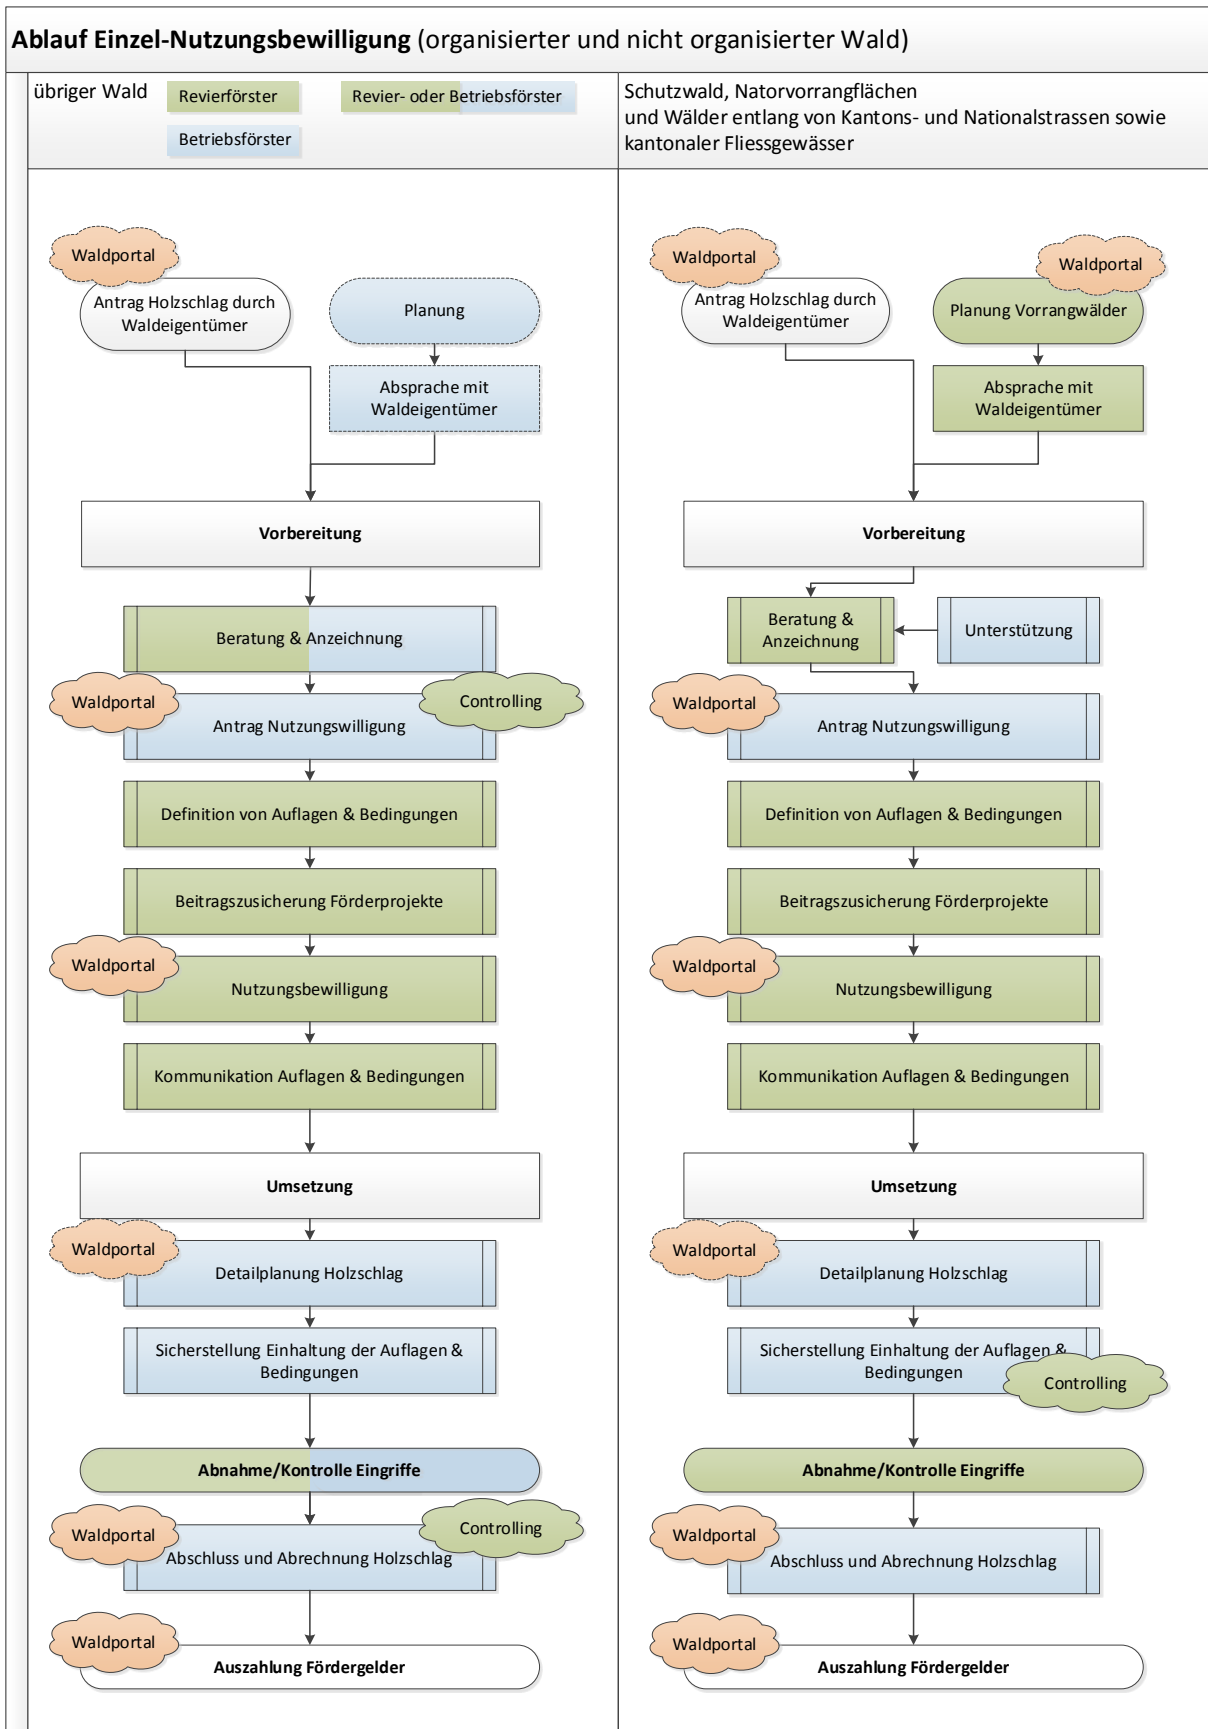 Ablauf Einzel-Nutzungsbewilligung (organisierter und nicht organisierter Wald)
übriger Wald
Revierförster
Revier- oder Betriebsförster
Betriebsförster
Schutzwald, Natorvorrangflächen
und Wälder entlang von Kantons- und Nationalstrassen sowie
kantonaler Fliessgewässer
Waldportal
Antrag Holzschlag durch
Waldeigentümer
Planung
Absprache mit
Waldeigentümer
Vorbereitung
Beratung & Anzeichnung
Waldportal
Controlling
Antrag Nutzungswilligung
Definition von Auflagen & Bedingungen
Beitragszusicherung Förderprojekte
Waldportal
Nutzungsbewilligung
Kommunikation Auflagen & Bedingungen
Umsetzung
Waldportal
Detailplanung Holzschlag
Sicherstellung Einhaltung der Auflagen &
Bedingungen
Abnahme/Kontrolle Eingriffe
Waldportal
Controlling
Abschluss und Abrechnung Holzschlag
Waldportal
Auszahlung Fördergelder
Waldportal
Antrag Holzschlag durch
Waldeigentümer
Waldportal
Planung Vorrangwälder
Absprache mit
Waldeigentümer
Vorbereitung
Beratung &
Anzeichnung
Unterstützung
Waldportal
Antrag Nutzungswilligung
Definition von Auflagen & Bedingungen
Beitragszusicherung Förderprojekte
Waldportal
Nutzungsbewilligung
Kommunikation Auflagen & Bedingungen
Umsetzung
Waldportal
Detailplanung Holzschlag
Sicherstellung Einhaltung der Auflagen &
Bedingungen
Controlling
Abnahme/Kontrolle Eingriffe
Waldportal
Abschluss und Abrechnung Holzschlag
Waldportal
Auszahlung Fördergelder